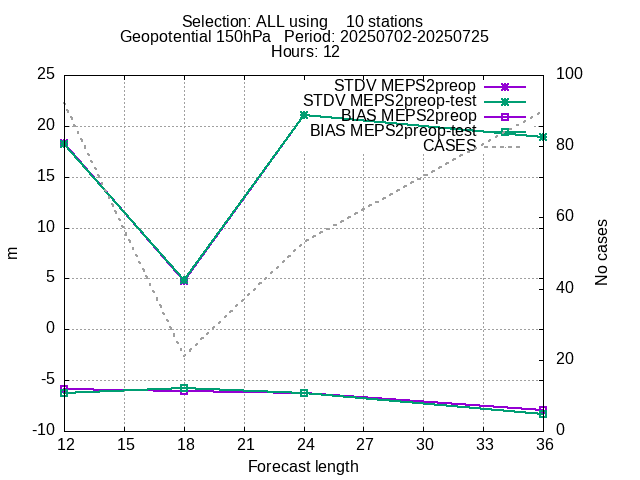 Selection: ALL using    10 stations
Geopotential 150hPa   Period: 20250702-20250725
Hours: 12
25
20
15
10
5
0
-5
-10
m
100
80
60
40
20
0
No cases
STDV MEPS2preop
STDV MEPS2preop-test
BIAS MEPS2preop
BIAS MEPS2preop-test
CASES
12 15 18 21 24 27 30 33 36
Forecast length